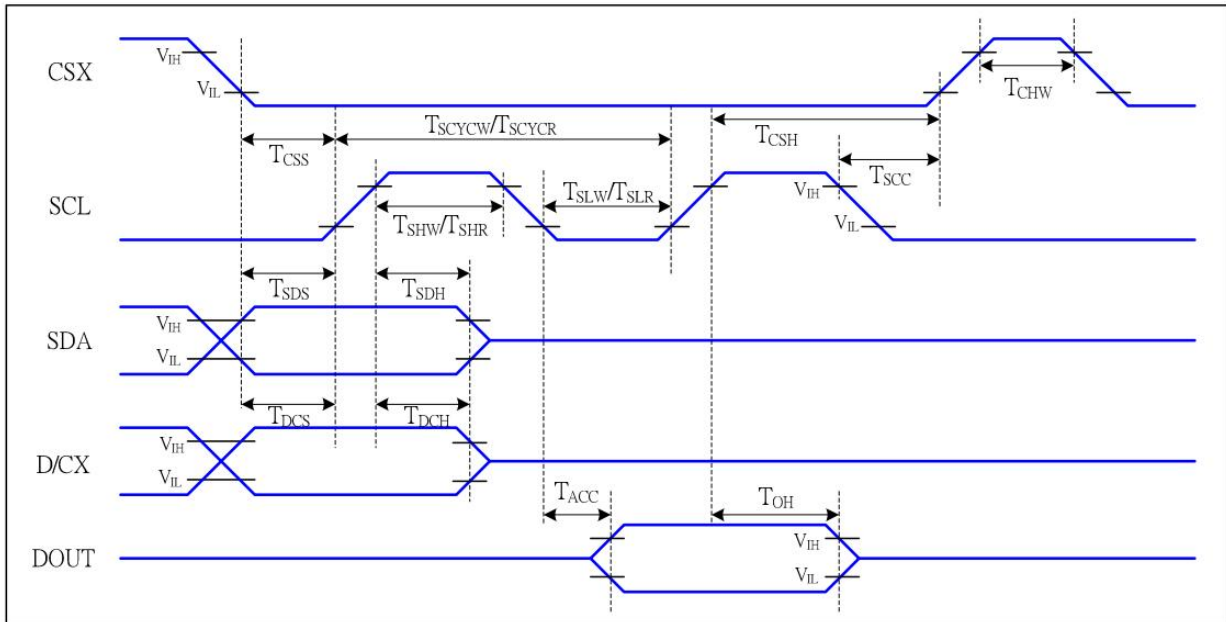 CSX
VIH
VIL
TCHW
TSCYCW/TSCYCR
TCSS
TCSH
TSCC
SCL
TSLW/TSLR
VIH
TSHW/TSHR
VIL
TSDS
TSDH
SDA
VIH
VIL
TDCS
TDCH
D/CX
VIH
VIL
TACC
TOH
DOUT
VIH
VIL